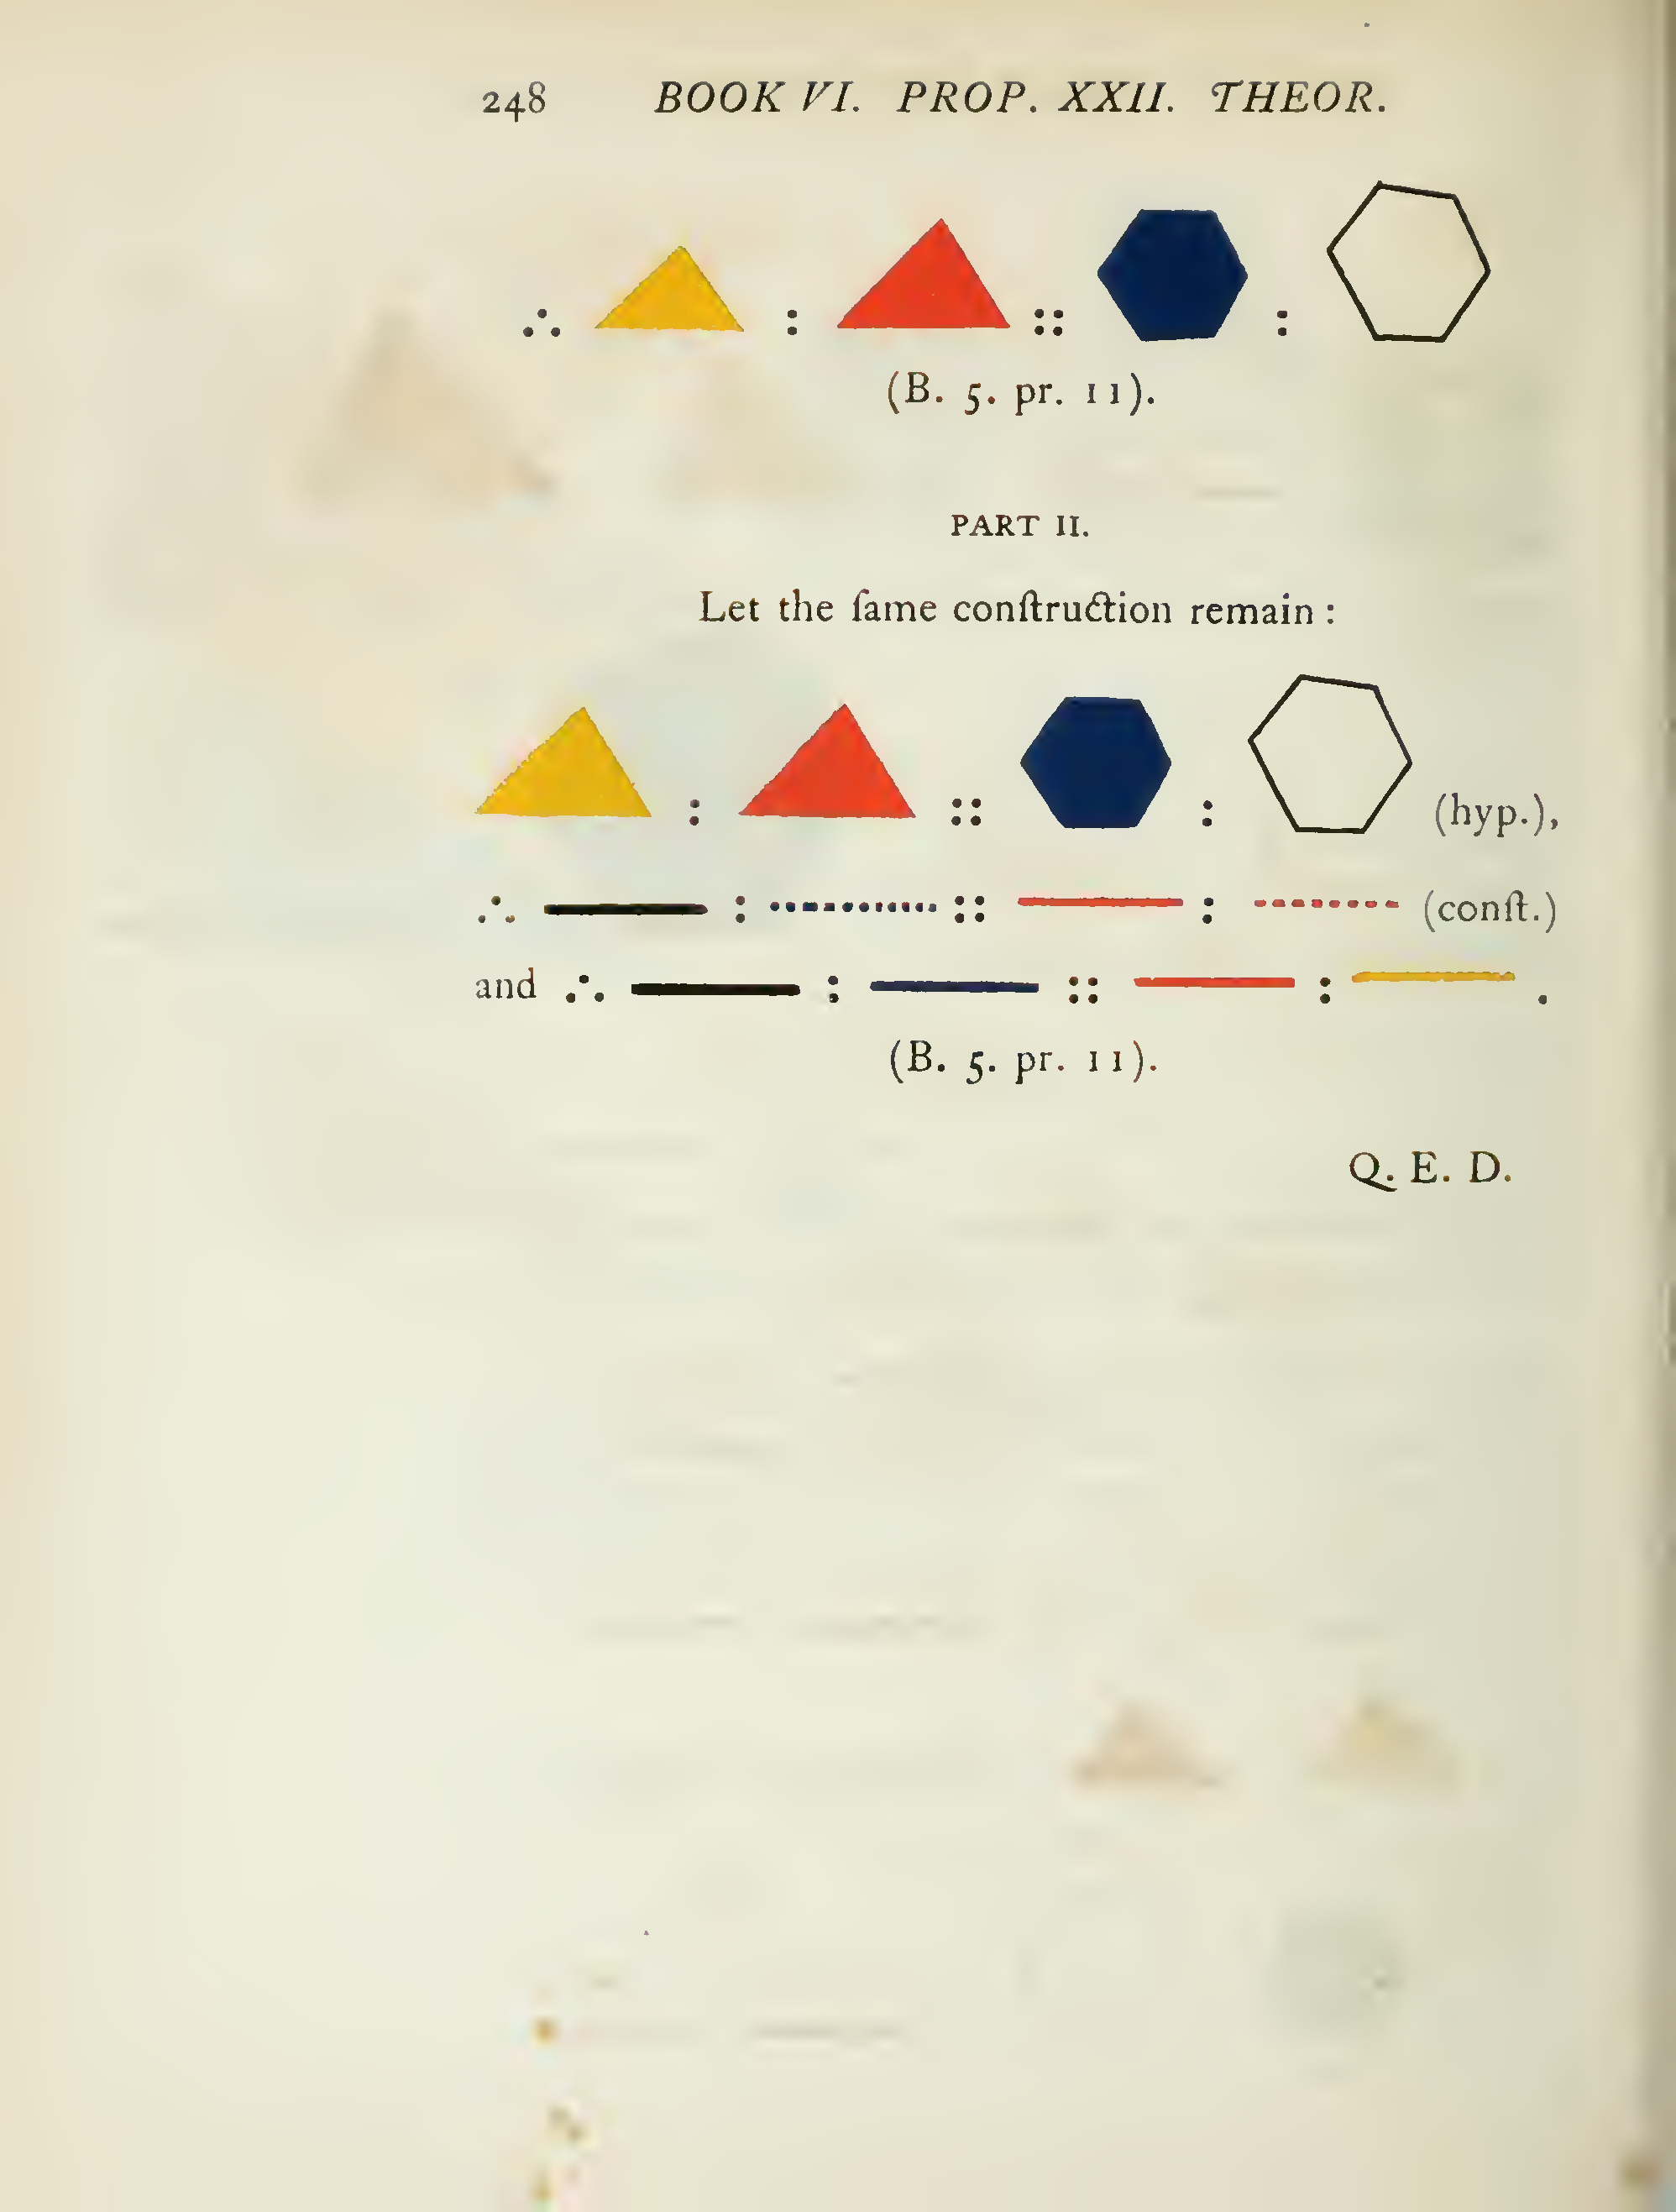 248 BOOK VI. PROP. XXII. THEOR.
∴ : :: :
(B. 5. pr. 11).
PART II.
Let the ſame conſtruction remain :
: :: : (hyp.),
∴ : :: : (conſt.)
and ∴ : :: : .
(B. 5. pr. 11).
Q. E. D.